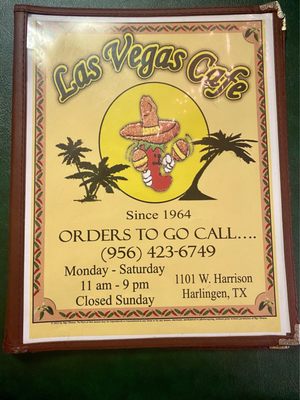 Las Vegas Café
Since 1964
ORDERS TO GO CALL....
(956) 423-6749
Monday - Saturday
11 am - 9 pm
Closed Sunday
1101 W. Harrison
Harlingen, TX